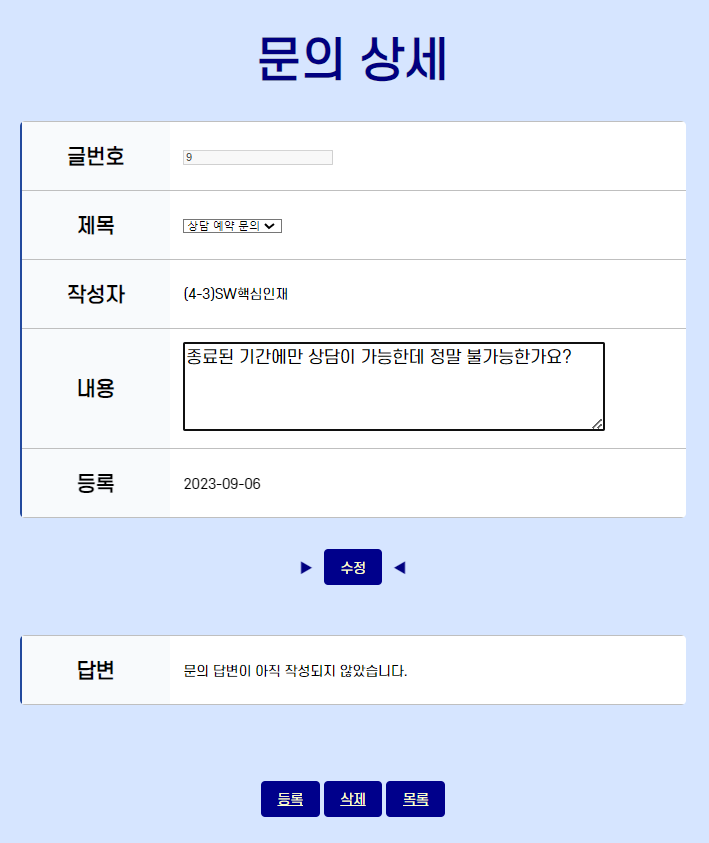 문의 상세
글번호 9
제목 상담 예약 문의
작성자 (4-3)SW핵심인재
내용 종료된 기간에만 상담이 가능한데 정말 불가능한가요?
등록 2023-09-06
▶ 수정 ◀
답변 문의 답변이 아직 작성되지 않았습니다.
등록 삭제 목록